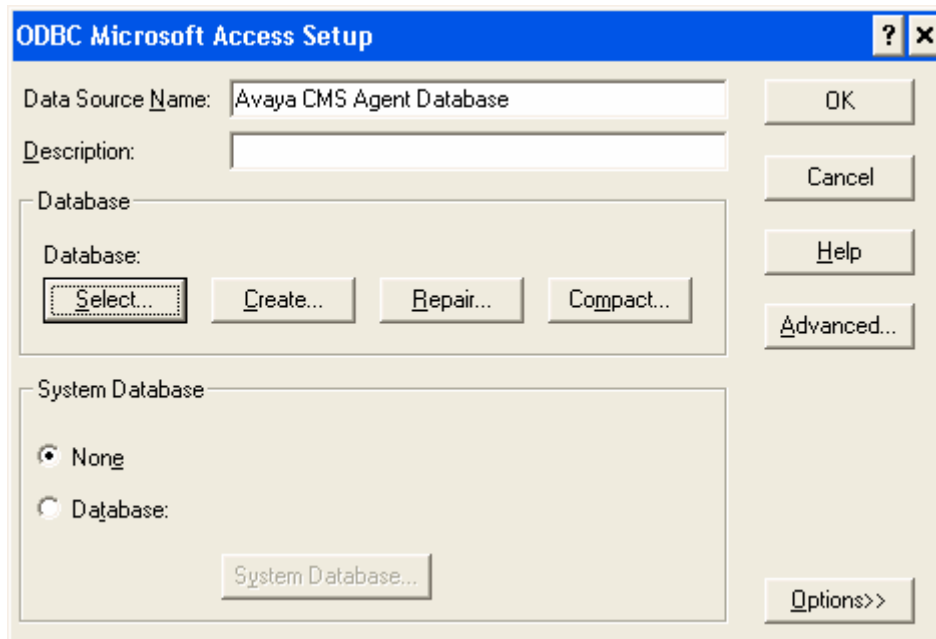 ODBC Microsoft Access Setup
Data Source Name: Avaya CMS Agent Database
OK
Description:
Cancel
Database
Database:
Help
Select... Create... Repair... Compact...
Advanced...
System Database
None
Database:
System Database...
Options>>